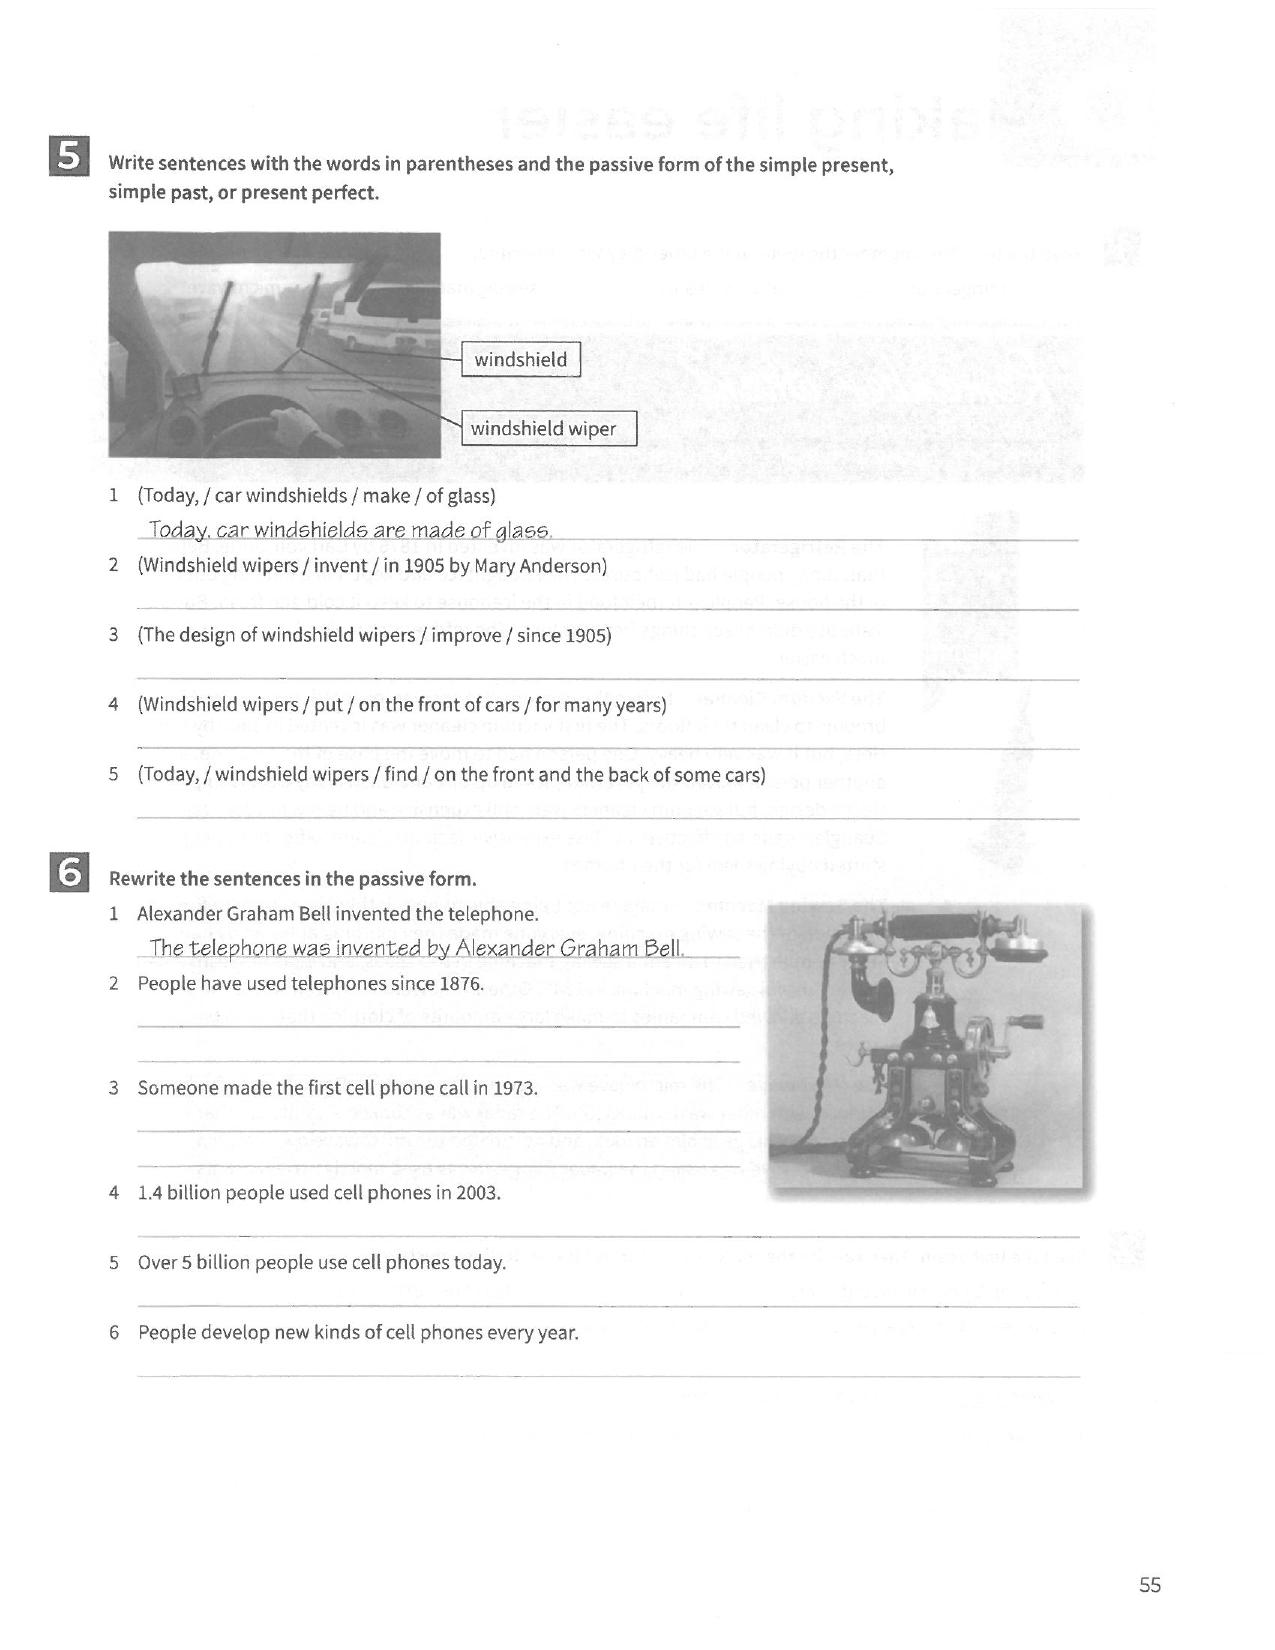 5 Write sentences with the words in parentheses and the passive form of the simple present,
simple past, or present perfect.
windshield
windshield wiper
1 (Today, / car windshields / make / of glass)
Today, car windshields are made of glass.
2 (Windshield wipers / invent / in 1905 by Mary Anderson)
3 (The design of windshield wipers / improve / since 1905)
4 (Windshield wipers / put / on the front of cars / for many years)
5 (Today, / windshield wipers / find / on the front and the back of some cars)
6 Rewrite the sentences in the passive form.
1 Alexander Graham Bell invented the telephone.
The telephone was invented by Alexander Graham Bell.
2 People have used telephones since 1876.
3 Someone made the first cell phone call in 1973.
4 1.4 billion people used cell phones in 2003.
5 Over 5 billion people use cell phones today.
6 People develop new kinds of cell phones every year.
55